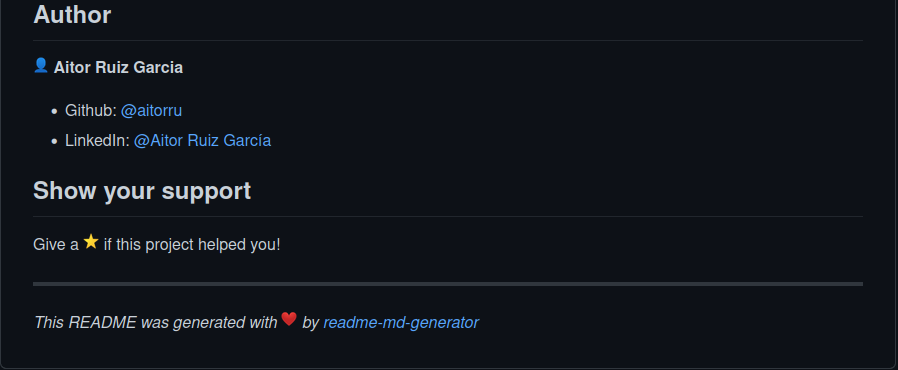 Author
👤 Aitor Ruiz Garcia
• Github: @aitorru
• LinkedIn: @Aitor Ruiz García
Show your support
Give a ⭐ if this project helped you!
This README was generated with ❤️ by readme-md-generator